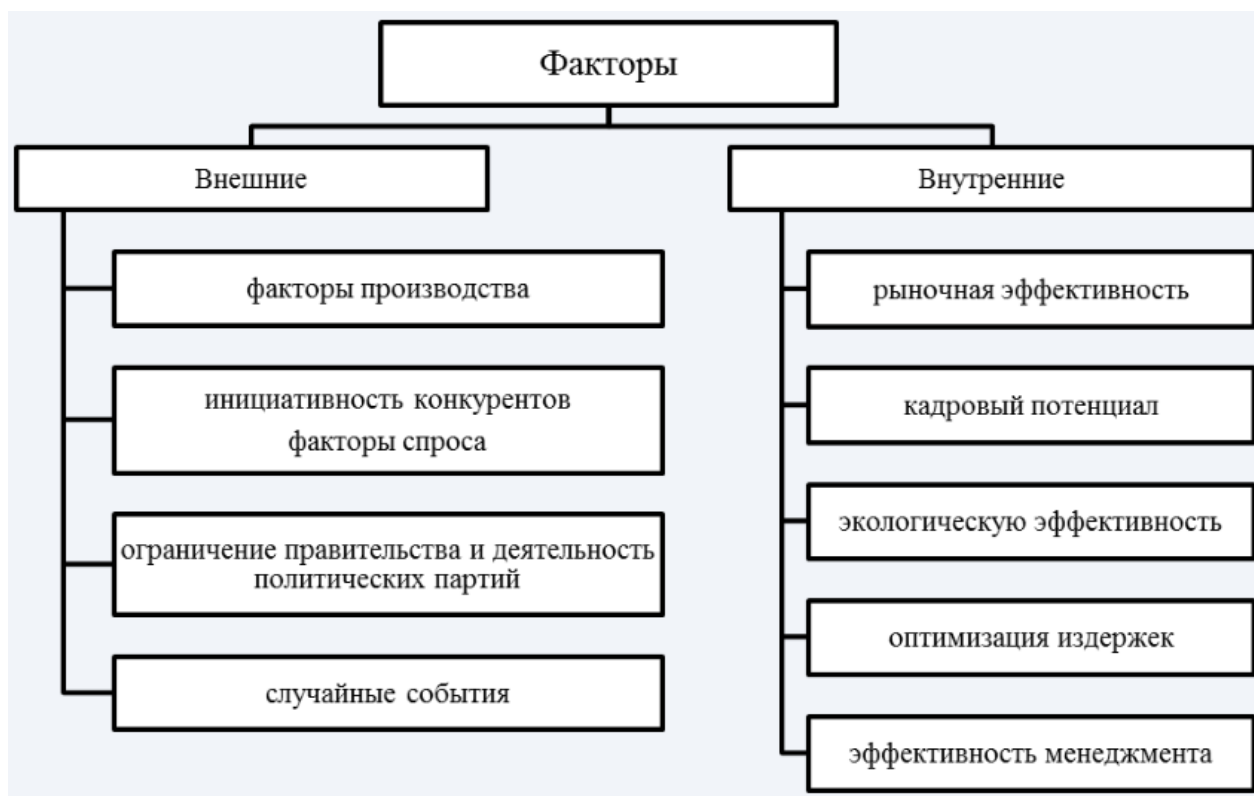 Факторы
Внешние
факторы производства
инициативность конкурентов
факторы спроса
ограничение правительства и деятельность
политических партий
случайные события
Внутренние
рыночная эффективность
кадровый потенциал
экологическую эффективность
оптимизация издержек
эффективность менеджмента